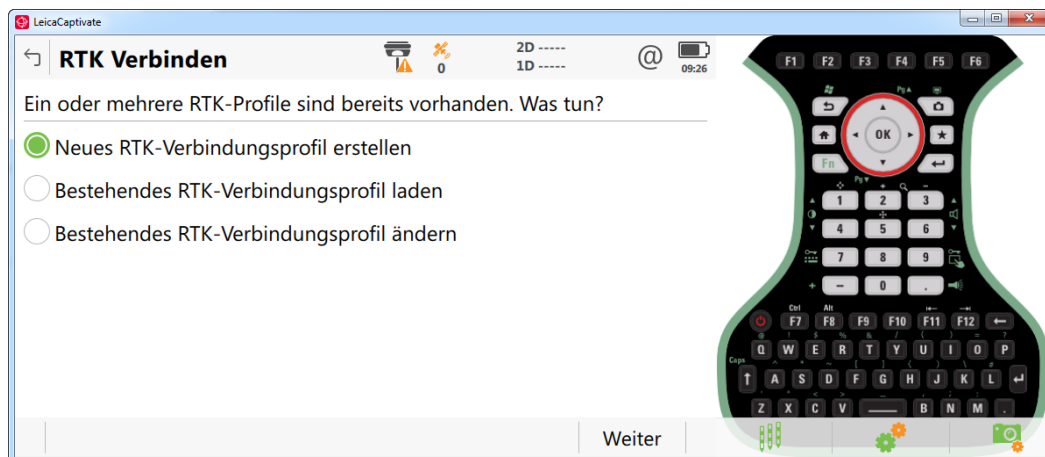 LeicaCaptivate
RTK Verbinden
0
2D -----
1D -----
@
09:26
Ein oder mehrere RTK-Profile sind bereits vorhanden. Was tun?
Neues RTK-Verbindungsprofil erstellen
Bestehendes RTK-Verbindungsprofil laden
Bestehendes RTK-Verbindungsprofil ändern
Weiter
F1 F2 F3 F4 F5 F6
Pg
OK
Fn
Pg
1 2 3
4 5 6
7 8 9
- 0 .
Ctrl Alt
F7 F8 F9 F10 F11 F12
Q W E R T Y U I O P
Caps
A S D F G H J K L
Z X C V B N M .